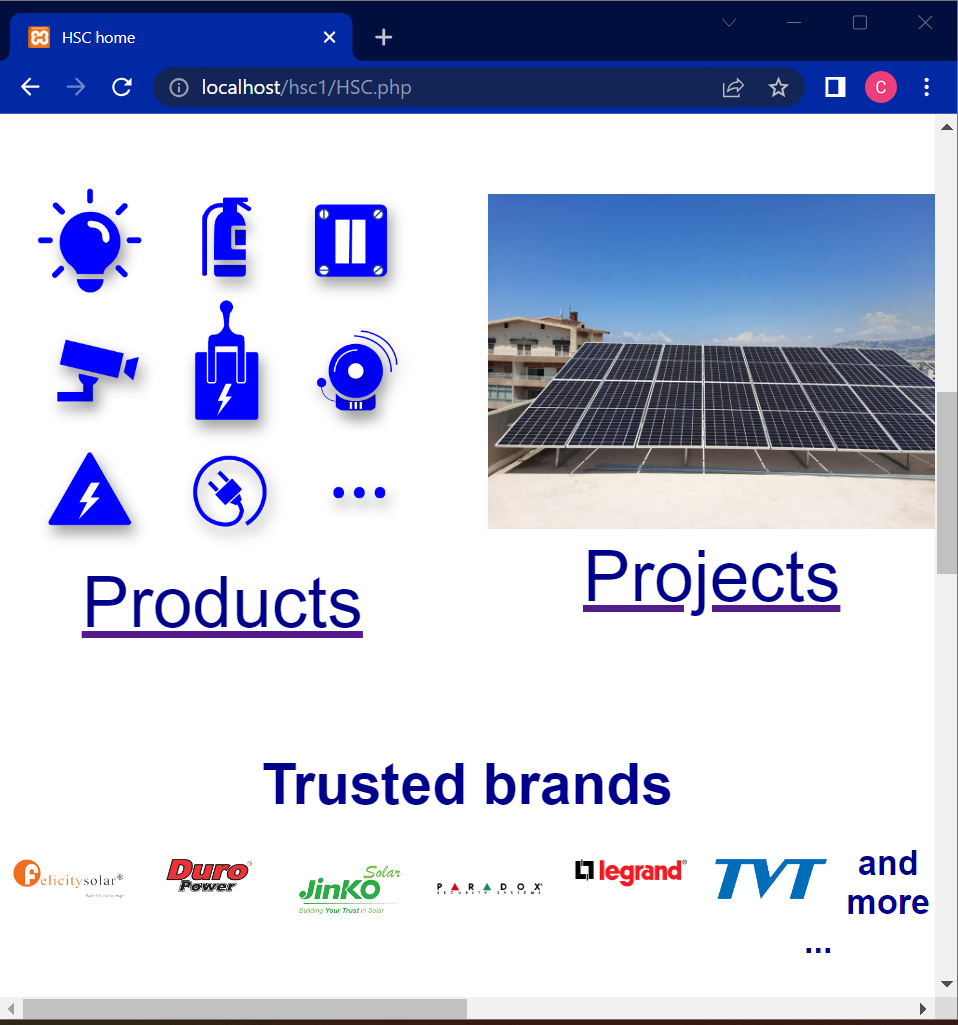 HSC home
localhost/hsc1/HSC.php
C
Products
Projects
Trusted brands
felicitysolar®
DURO
POWER
Solar
JinKO
Building Your Trust in Solar
PARADOX®
SECURITY SYSTEMS
legrand®
TVT
and
more
...